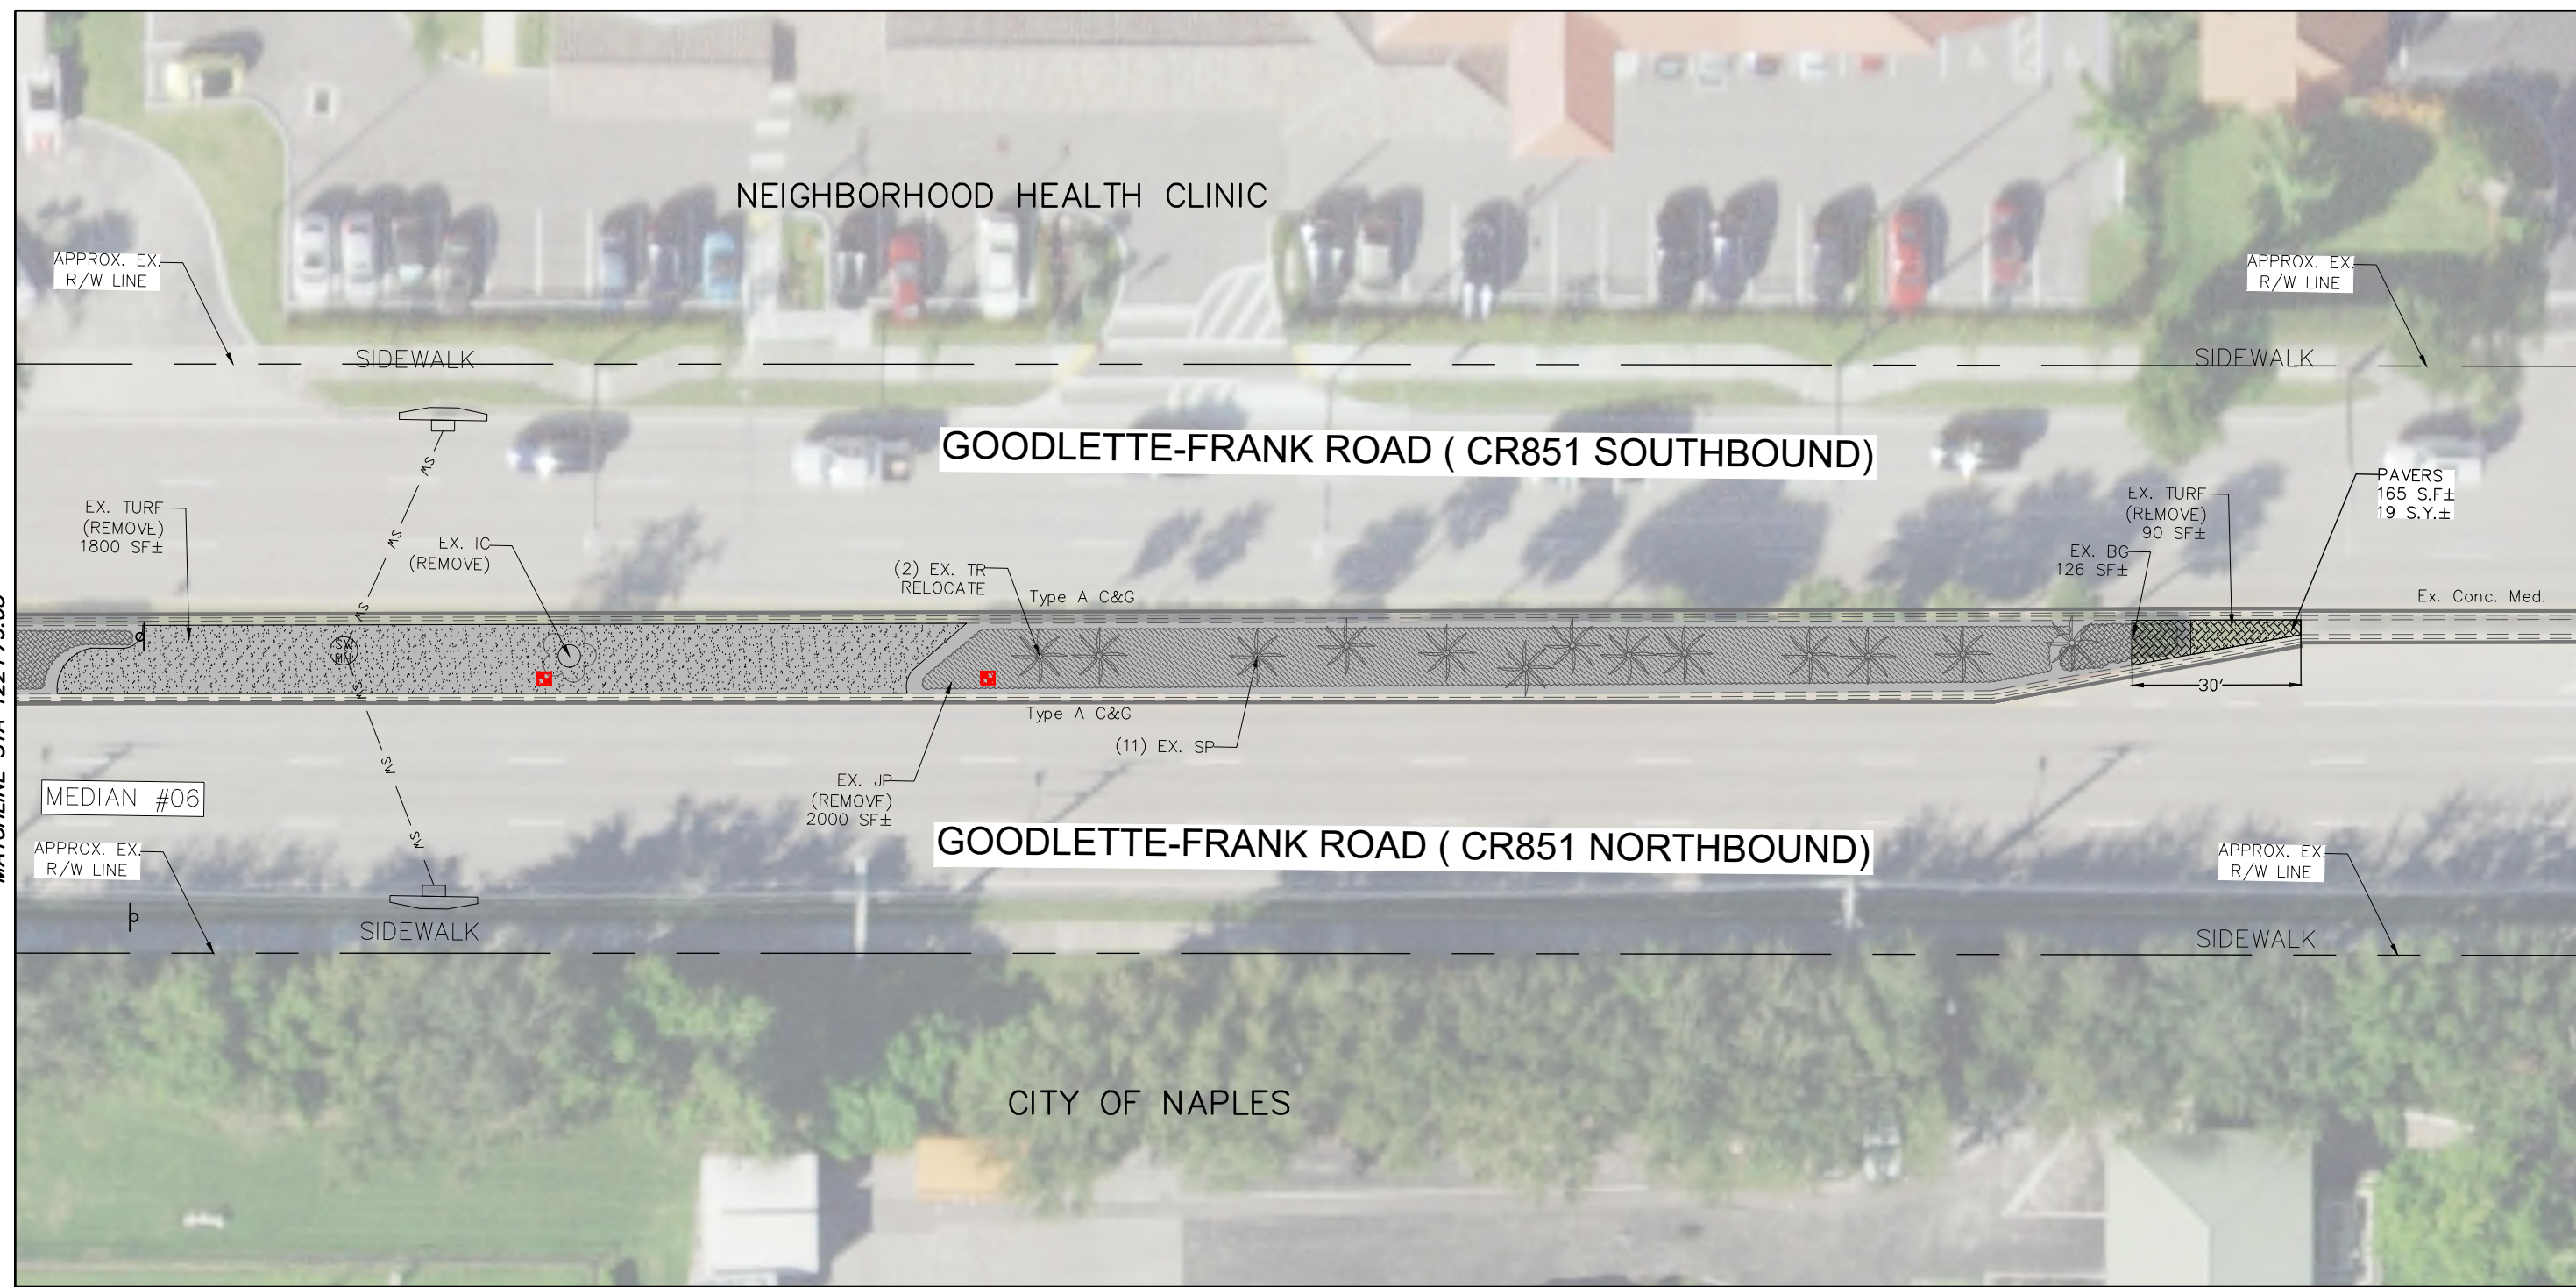 NEIGHBORHOOD HEALTH CLINIC
APPROX. EX.
R/W LINE
APPROX. EX.
R/W LINE
SIDEWALK
SIDEWALK
GOODLETTE-FRANK ROAD ( CR851 SOUTHBOUND)
SW
SW
SW
SW
MH
SW
SW
SW
EX. TURF
(REMOVE)
1800 SF±
EX. IC
(REMOVE)
(2) EX. TR
RELOCATE
Type A C&G
EX. TURF
(REMOVE)
90 SF±
EX. BG
126 SF±
PAVERS
165 S.F±
19 S.Y.±
Ex. Conc. Med.
30'
Type A C&G
(11) EX. SP
EX. JP
(REMOVE)
2000 SF±
MEDIAN #06
GOODLETTE-FRANK ROAD ( CR851 NORTHBOUND)
APPROX. EX.
R/W LINE
APPROX. EX.
R/W LINE
SIDEWALK
SIDEWALK
CITY OF NAPLES